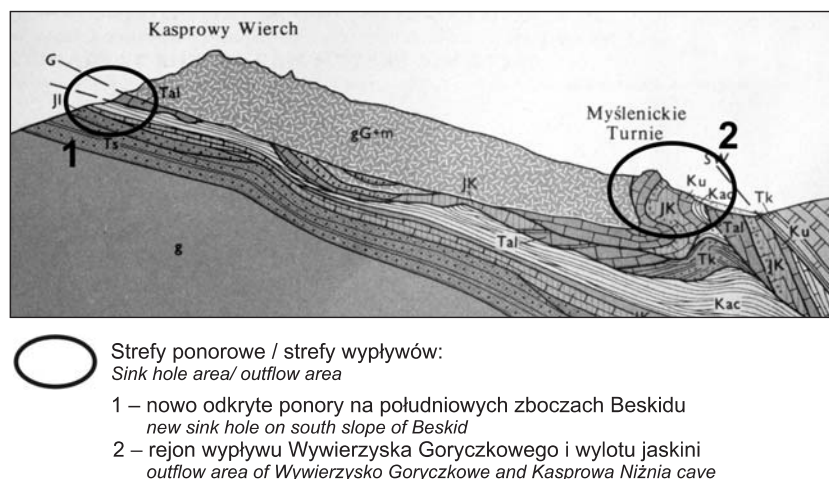 Kasprowy Wierch
G
Tal
Jl
1
Ts
gG+m
Myślenickie
Turnie
2
SW
Ku
Kac
Tk
JK
JK
Tal
Ku
Tal
Tk
JK
g
Kac
JK
Strefy ponorowe / strefy wypływów:
Sink hole area/ outflow area
1 – nowo odkryte ponory na południowych zboczach Beskidu
new sink hole on south slope of Beskid
2 – rejon wypływu Wywierzyska Goryczkowego i wylotu jaskini
outflow area of Wywierzysko Goryczkowe and Kasprowa Niżnia cave